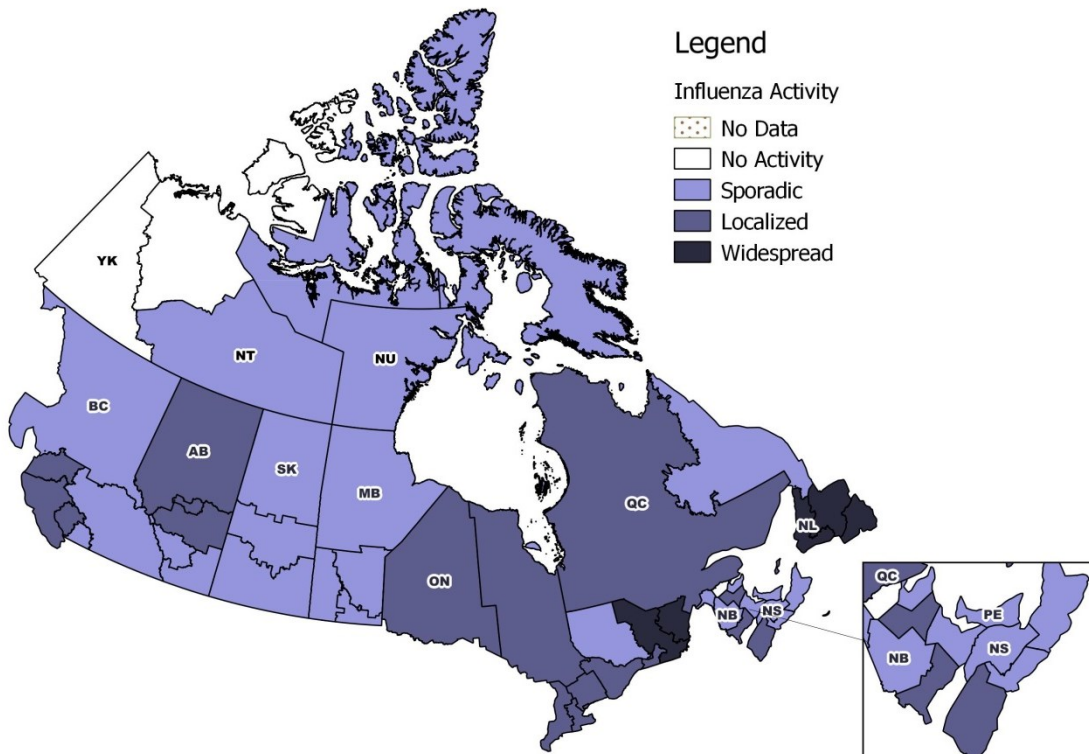 Legend
Influenza Activity
No Data
No Activity
Sporadic
Localized
Widespread
YK
NT
NU
BC
AB
SK
MB
ON
QC
NL
NB
NS
QC
PE
NS
NB